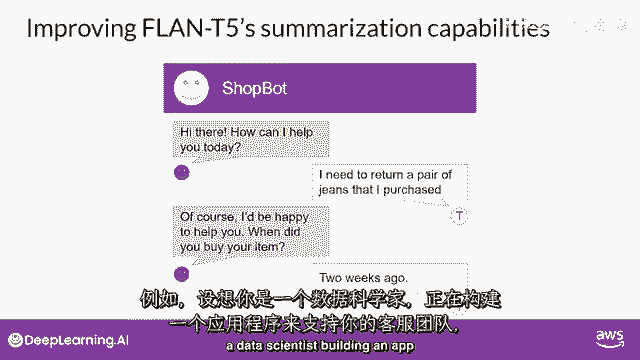 Improving FLAN-T5's summarization capabilities
ShopBot
Hi there! How can I help
you today?
I need to return a pair of
jeans that I purchased
T
Of course. I'd be happy
to help you. When did
you buy your item?
Two weeks ago.
例如，设想你是一个数据科学家，正在构建
一个应用程序来支持你的客服团队，
a data scientist building an app
DeepLearning.AI
aws